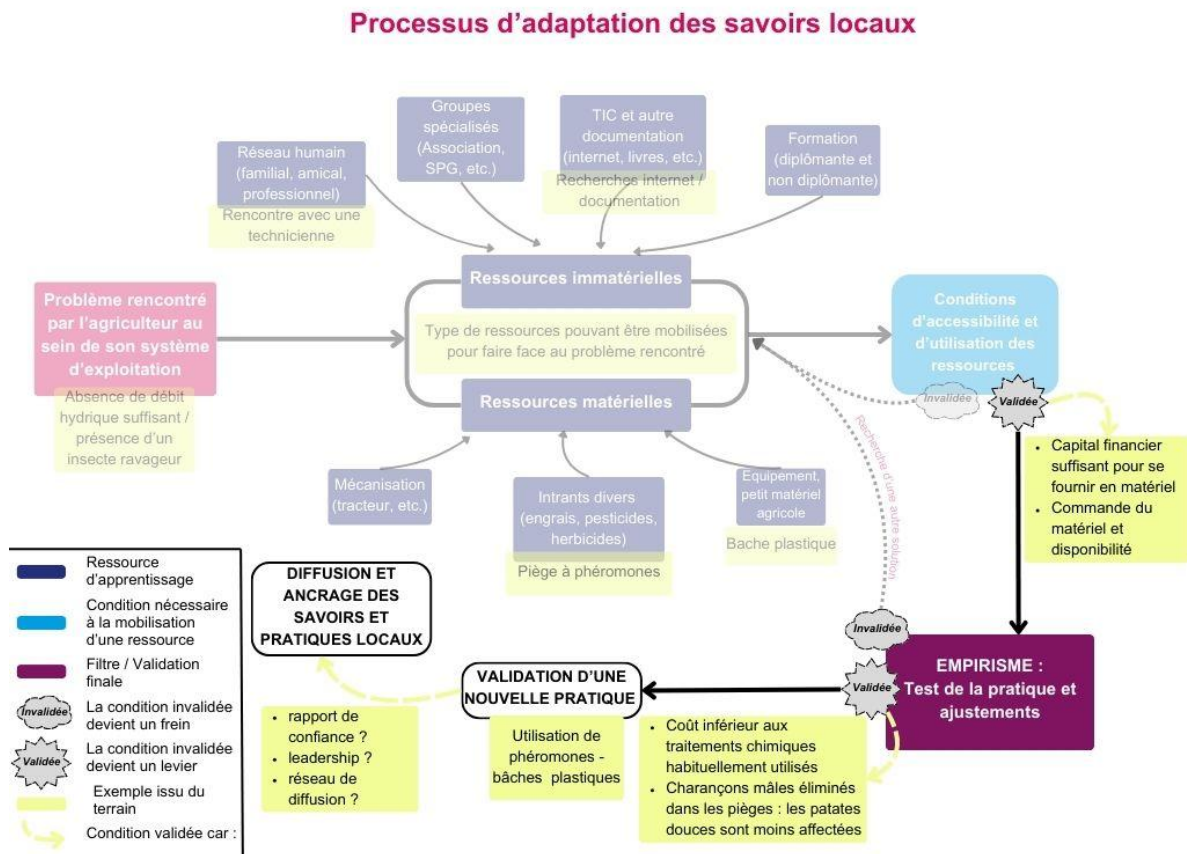 Processus d'adaptation des savoirs locaux
Groupes
spécialisés
(Association,
SPG, etc.)
TIC et autre
documentation
(internet, livres, etc.)
Recherches internet /
documentation
Formation
(diplômante et
non diplômante)
Réseau humain
(familial, amical,
professionnel)
Rencontre avec une
technicienne
Ressources immatérielles
Problème rencontré
par l'agriculteur au
sein de son système
d'exploitation
Absence de débit
hydrique suffisant /
présence d'un
insecte ravageur
Type de ressources pouvant être mobilisées
pour faire face au problème rencontré
Ressources matérielles
Conditions
d'accessibilité et
d'utilisation des
ressources
Invalidée
Validée
Recherche d'une autre solution
Capital financier
suffisant pour se
fournir en matériel
Commande du
matériel et
disponibilité
Mécanisation
(tracteur, etc.)
Intrants divers
(engrais, pesticides,
herbicides)
Piège à phéromones
Equipement,
petit matériel
agricole
Bache plastique
Ressource
d'apprentissage
Condition nécessaire
à la mobilisation
d'une ressource
Filtre / Validation
finale
Invalidée
La condition invalidée
devient un frein
Validée
La condition invalidée
devient un levier
Exemple issu du
terrain
Condition validée car :
DIFFUSION ET
ANCRAGE DES
SAVOIRS ET
PRATIQUES LOCAUX
rapport de
confiance ?
leadership ?
réseau de
diffusion ?
VALIDATION D'UNE
NOUVELLE PRATIQUE
Utilisation de
phéromones -
bâches plastiques
Invalidée
Validée
EMPIRISME :
Test de la pratique et
ajustements
Coût inférieur aux
traitements chimiques
habituellement utilisés
Charançons mâles éliminés
dans les pièges : les patates
douces sont moins affectées